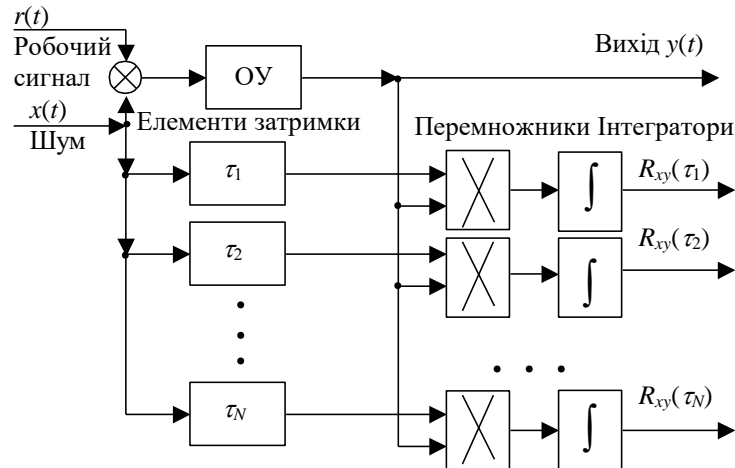 r(t)
Робочий
сигнал
ОУ
Вихід y(t)
x(t)
Шум
Елементи затримки
Перемножники Інтегратори
τ1
∫
Rxy(τ1)
τ2
∫
Rxy(τ2)
τN
∫
Rxy(τN)